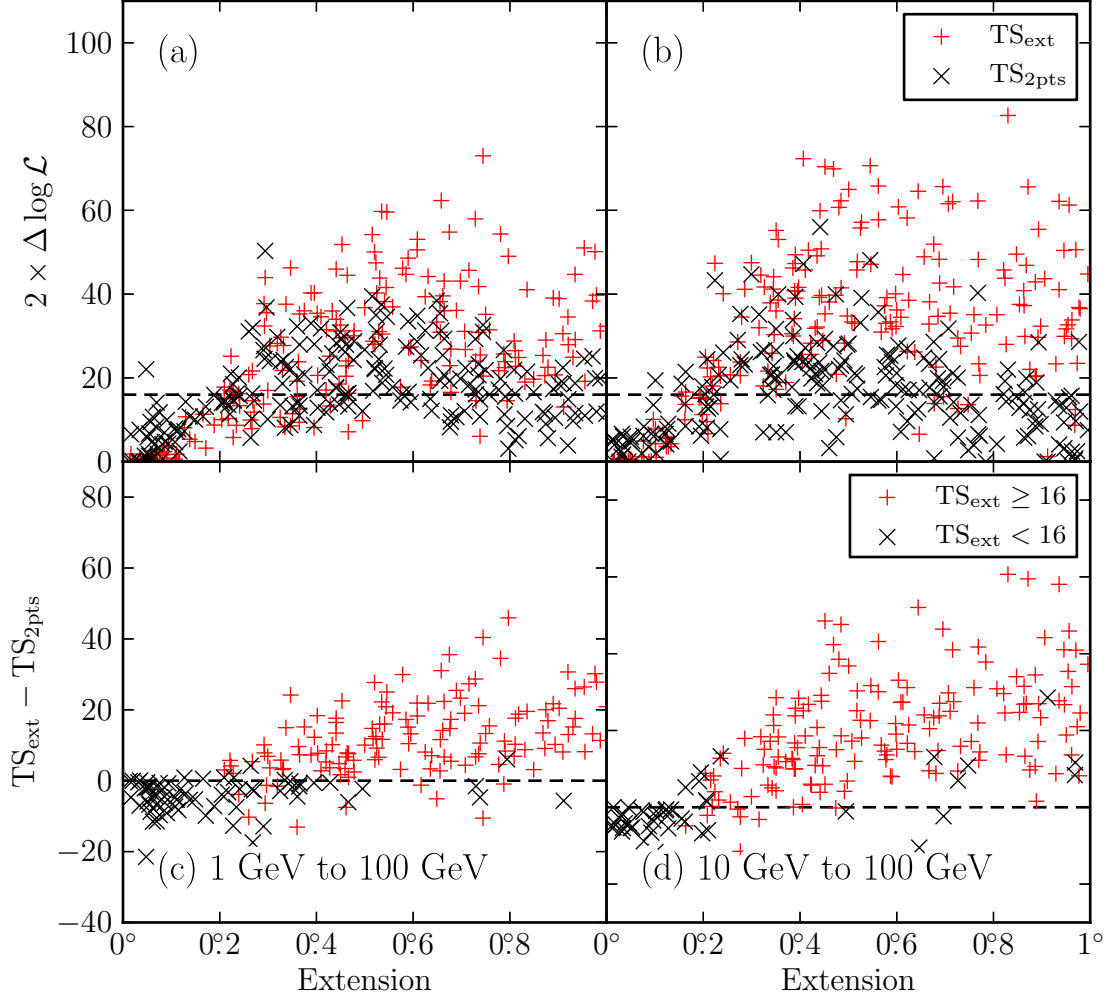 (a)
(b)
TS_ext
TS_2pts
100
80
60
40
20
0
2 × Δ log ℒ
TS_ext ≥ 16
TS_ext < 16
80
60
40
20
0
−20
−40
TS_ext − TS_2pts
(c) 1 GeV to 100 GeV
(d) 10 GeV to 100 GeV
0° 0°.2 0°.4 0°.6 0°.8 0°
0°.2 0°.4 0°.6 0°.8 1°
Extension
Extension